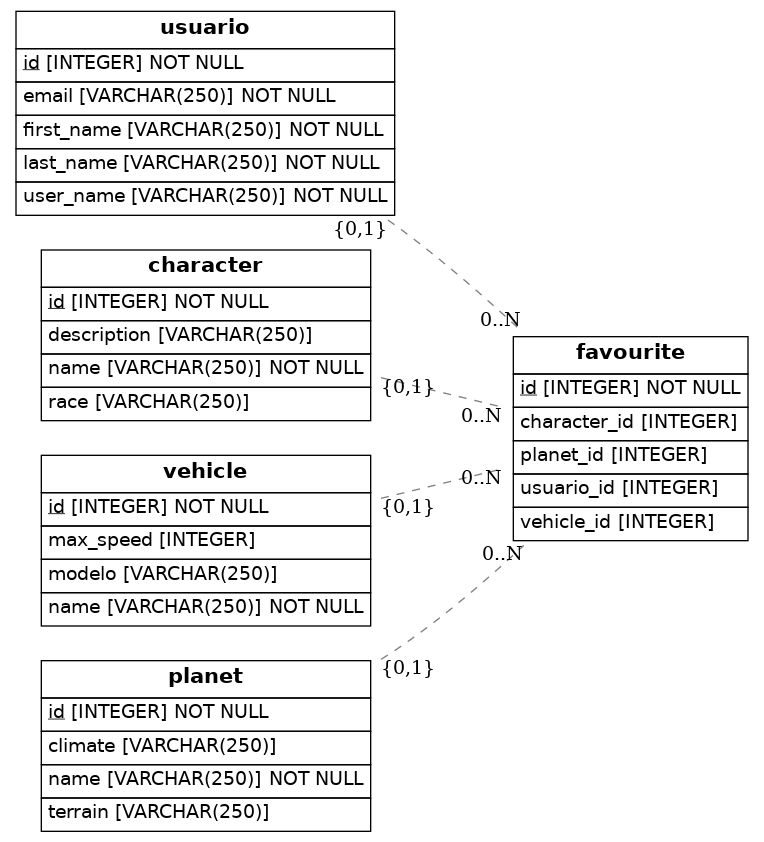 usuario
id [INTEGER] NOT NULL
email [VARCHAR(250)] NOT NULL
first_name [VARCHAR(250)] NOT NULL
last_name [VARCHAR(250)] NOT NULL
user_name [VARCHAR(250)] NOT NULL
{0,1}
0..N
character
id [INTEGER] NOT NULL
description [VARCHAR(250)]
name [VARCHAR(250)] NOT NULL
race [VARCHAR(250)]
{0,1}
0..N
favourite
id [INTEGER] NOT NULL
character_id [INTEGER]
planet_id [INTEGER]
usuario_id [INTEGER]
vehicle_id [INTEGER]
vehicle
id [INTEGER] NOT NULL
max_speed [INTEGER]
modelo [VARCHAR(250)]
name [VARCHAR(250)] NOT NULL
{0,1}
0..N
planet
id [INTEGER] NOT NULL
climate [VARCHAR(250)]
name [VARCHAR(250)] NOT NULL
terrain [VARCHAR(250)]
{0,1}
0..N